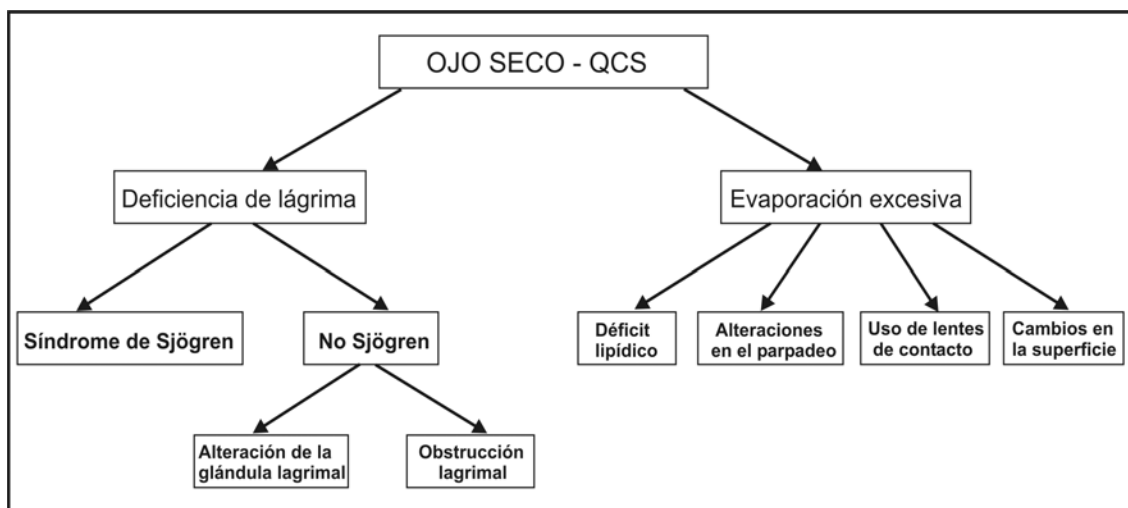 OJO SECO - QCS
Deficiencia de lágrima
Evaporación excesiva
Síndrome de Sjögren
No Sjögren
Déficit
lipídico
Alteraciones
en el parpadeo
Uso de lentes
de contacto
Cambios en
la superficie
Alteración de la
glándula lagrimal
Obstrucción
lagrimal